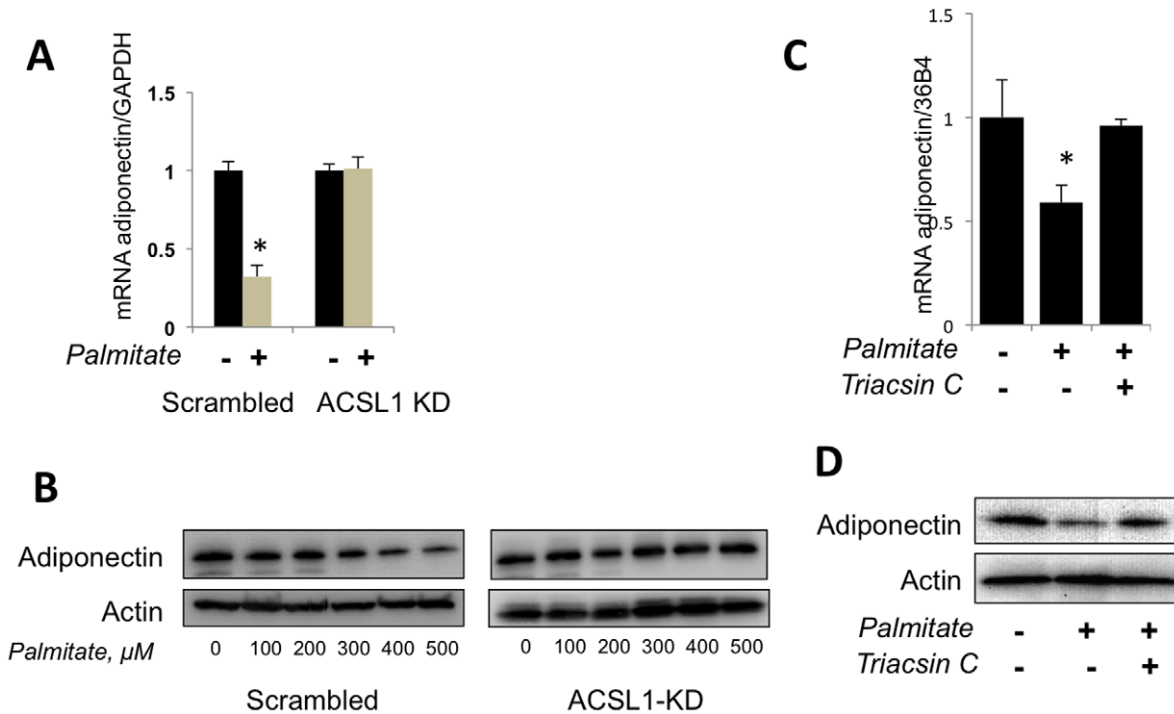 A
mRNA adiponectin/GAPDH
1.5
1
0.5
0
*
Palmitate - + - +
Scrambled ACSL1 KD
B
Adiponectin
Actin
Palmitate, µM 0 100 200 300 400 500 0 100 200 300 400 500
Scrambled ACSL1-KD
C
mRNA adiponectin/36B4
1.5
1
0.5
0
*
Palmitate - + +
Triacsin C - - +
D
Adiponectin
Actin
Palmitate - + +
Triacsin C - - +